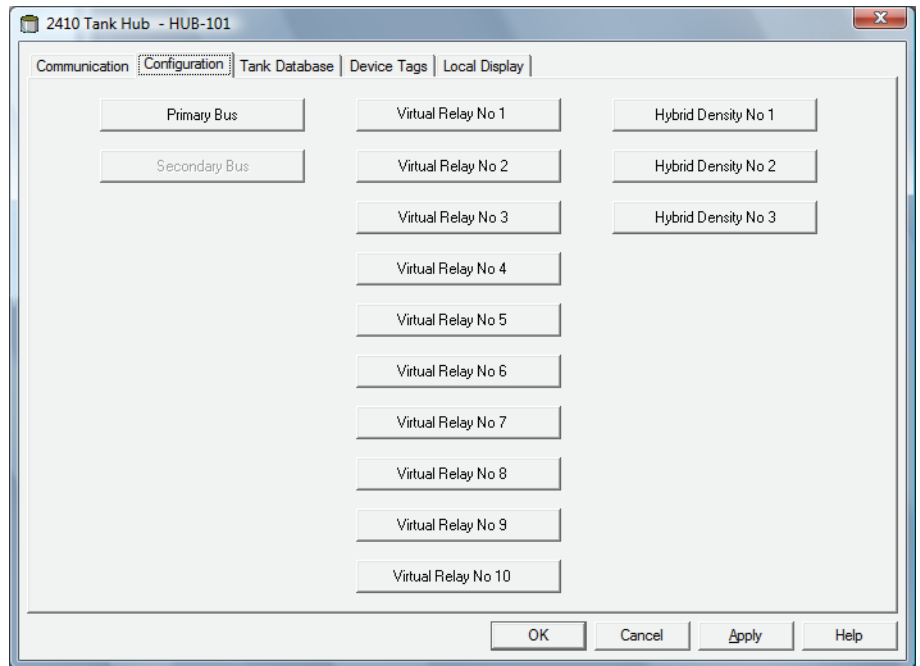 2410 Tank Hub - HUB-101
Communication Configuration Tank Database Device Tags Local Display
Primary Bus Virtual Relay No 1 Hybrid Density No 1
Secondary Bus Virtual Relay No 2 Hybrid Density No 2
Virtual Relay No 3 Hybrid Density No 3
Virtual Relay No 4
Virtual Relay No 5
Virtual Relay No 6
Virtual Relay No 7
Virtual Relay No 8
Virtual Relay No 9
Virtual Relay No 10
OK Cancel Apply Help